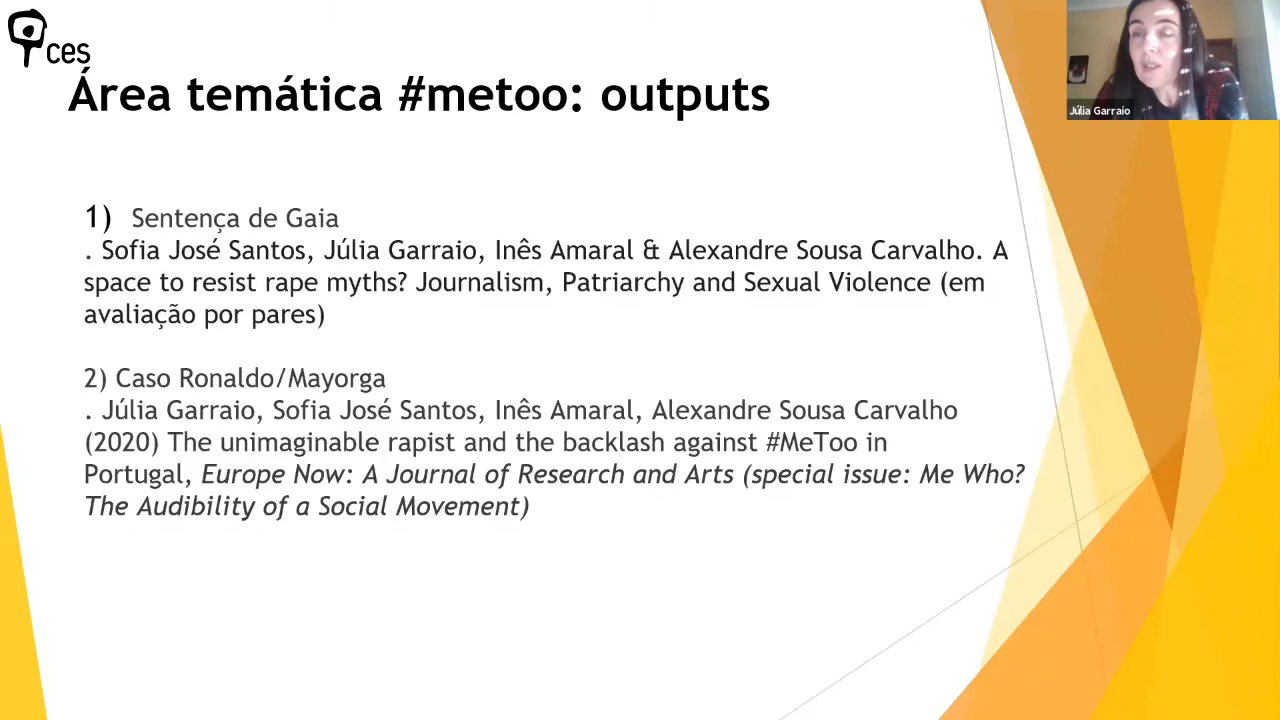 ces
Área temática #metoo: outputs
Júlia Garraio
1) Sentença de Gaia
. Sofia José Santos, Júlia Garraio, Inês Amaral & Alexandre Sousa Carvalho. A
space to resist rape myths? Journalism, Patriarchy and Sexual Violence (em
avaliação por pares)
2) Caso Ronaldo/Mayorga
. Júlia Garraio, Sofia José Santos, Inês Amaral, Alexandre Sousa Carvalho
(2020) The unimaginable rapist and the backlash against #MeToo in
Portugal, Europe Now: A Journal of Research and Arts (special issue: Me Who?
The Audibility of a Social Movement)